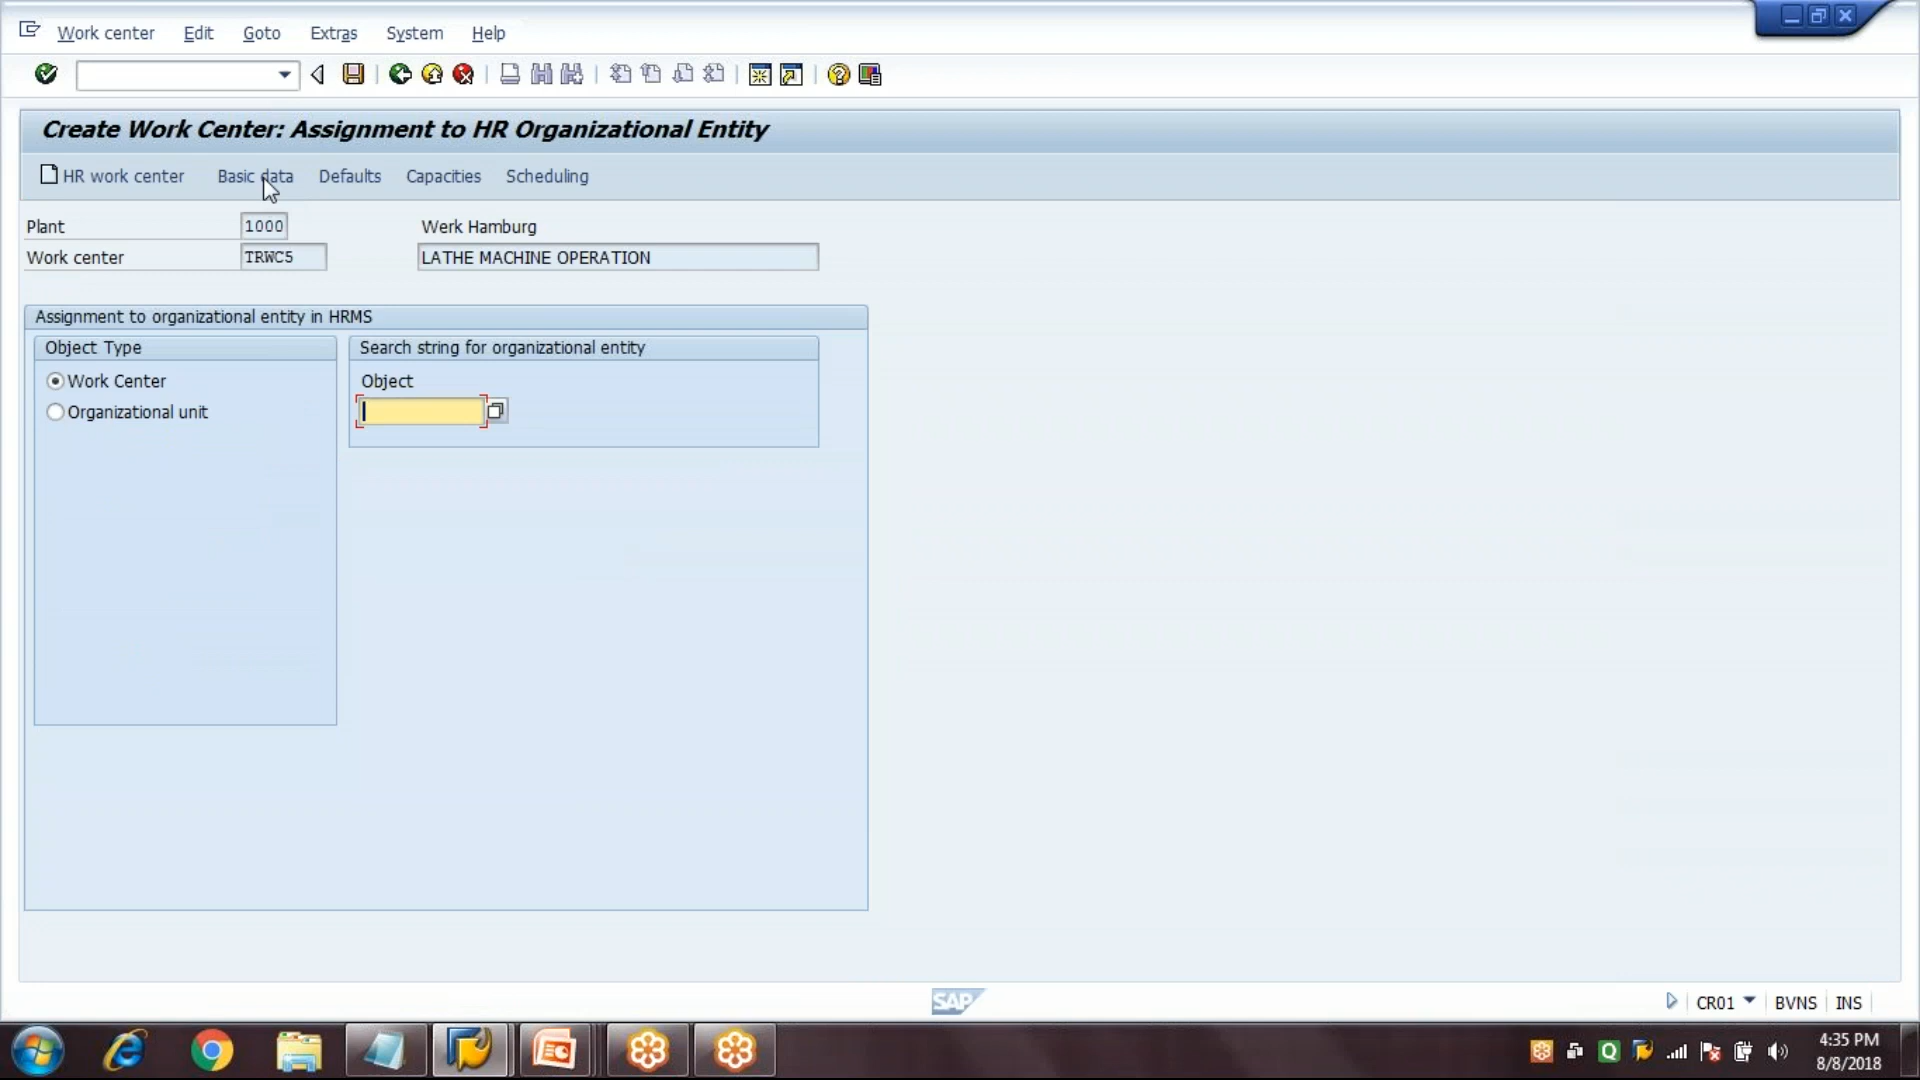 Work center Edit Goto Extras System Help
Create Work Center: Assignment to HR Organizational Entity
HR work center Basic data Defaults Capacities Scheduling
Plant 1000 Werk Hamburg
Work center TRWC5 LATHE MACHINE OPERATION
Assignment to organizational entity in HRMS
Object Type Search string for organizational entity
Work Center Object
Organizational unit
SAP
CR01 BVNS INS
4:35 PM
8/8/2018